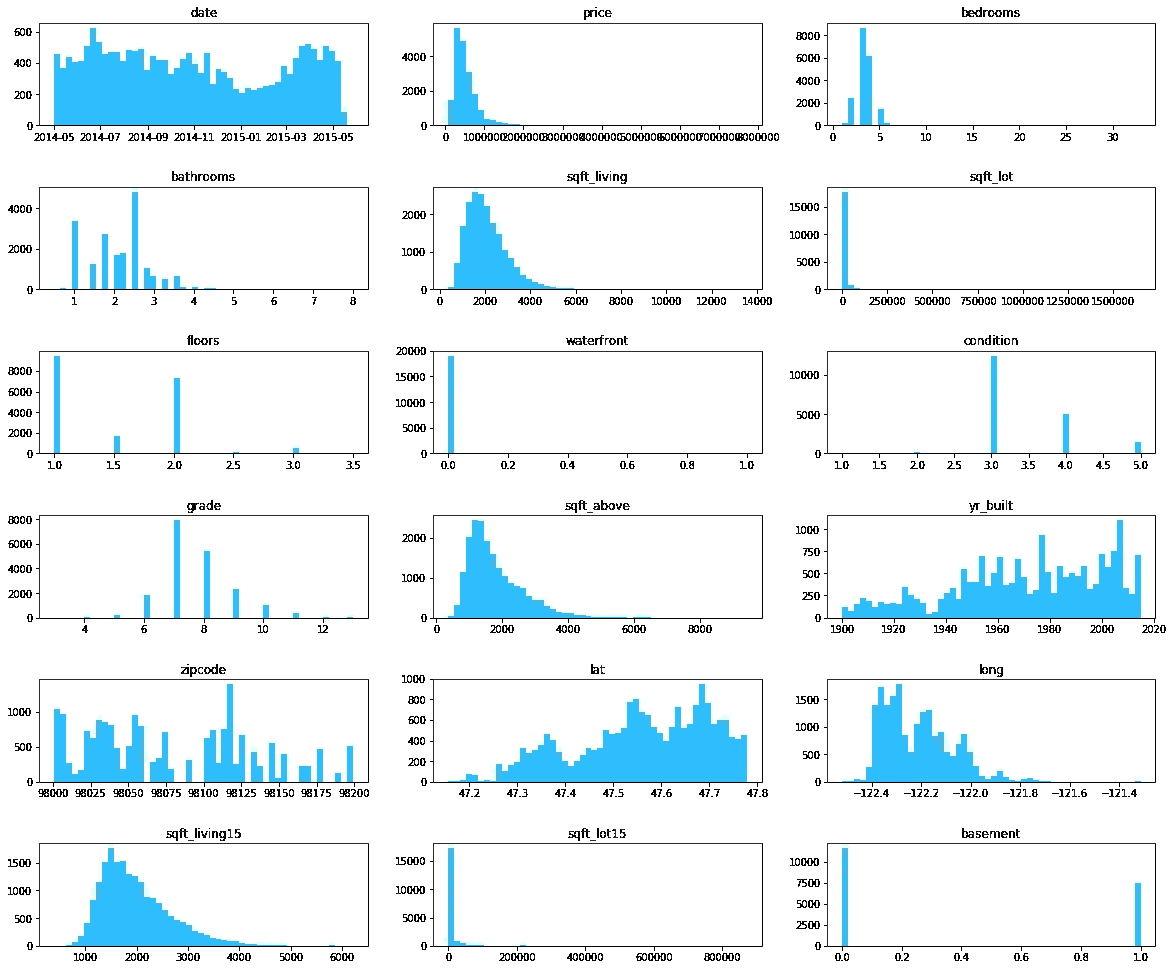 date
600
400
200
0
2014-05 2014-07 2014-09 2014-11 2015-01 2015-03 2015-05
price
4000
2000
0
0 1000000 2000000 3000000 4000000 5000000 6000000 7000000 8000000
bedrooms
8000
6000
4000
2000
0
0 5 10 15 20 25 30
bathrooms
4000
2000
0
1 2 3 4 5 6 7 8
sqft_living
2000
1000
0
0 2000 4000 6000 8000 10000 12000 14000
sqft_lot
15000
10000
5000
0
0 250000 500000 750000 1000000 1250000 1500000
floors
8000
6000
4000
2000
0
1.0 1.5 2.0 2.5 3.0 3.5
waterfront
20000
15000
10000
5000
0
0.0 0.2 0.4 0.6 0.8 1.0
condition
10000
5000
0
1.0 1.5 2.0 2.5 3.0 3.5 4.0 4.5 5.0
grade
8000
6000
4000
2000
0
4 6 8 10 12
sqft_above
2000
1000
0
0 2000 4000 6000 8000
yr_built
1000
750
500
250
0
1900 1920 1940 1960 1980 2000 2020
zipcode
1000
500
0
98000 98025 98050 98075 98100 98125 98150 98175 98200
lat
1000
800
600
400
200
0
47.2 47.3 47.4 47.5 47.6 47.7 47.8
long
1500
1000
500
0
−122.4 −122.2 −122.0 −121.8 −121.6 −121.4
sqft_living15
1500
1000
500
0
1000 2000 3000 4000 5000 6000
sqft_lot15
15000
10000
5000
0
0 200000 400000 600000 800000
basement
10000
7500
5000
2500
0
0.0 0.2 0.4 0.6 0.8 1.0